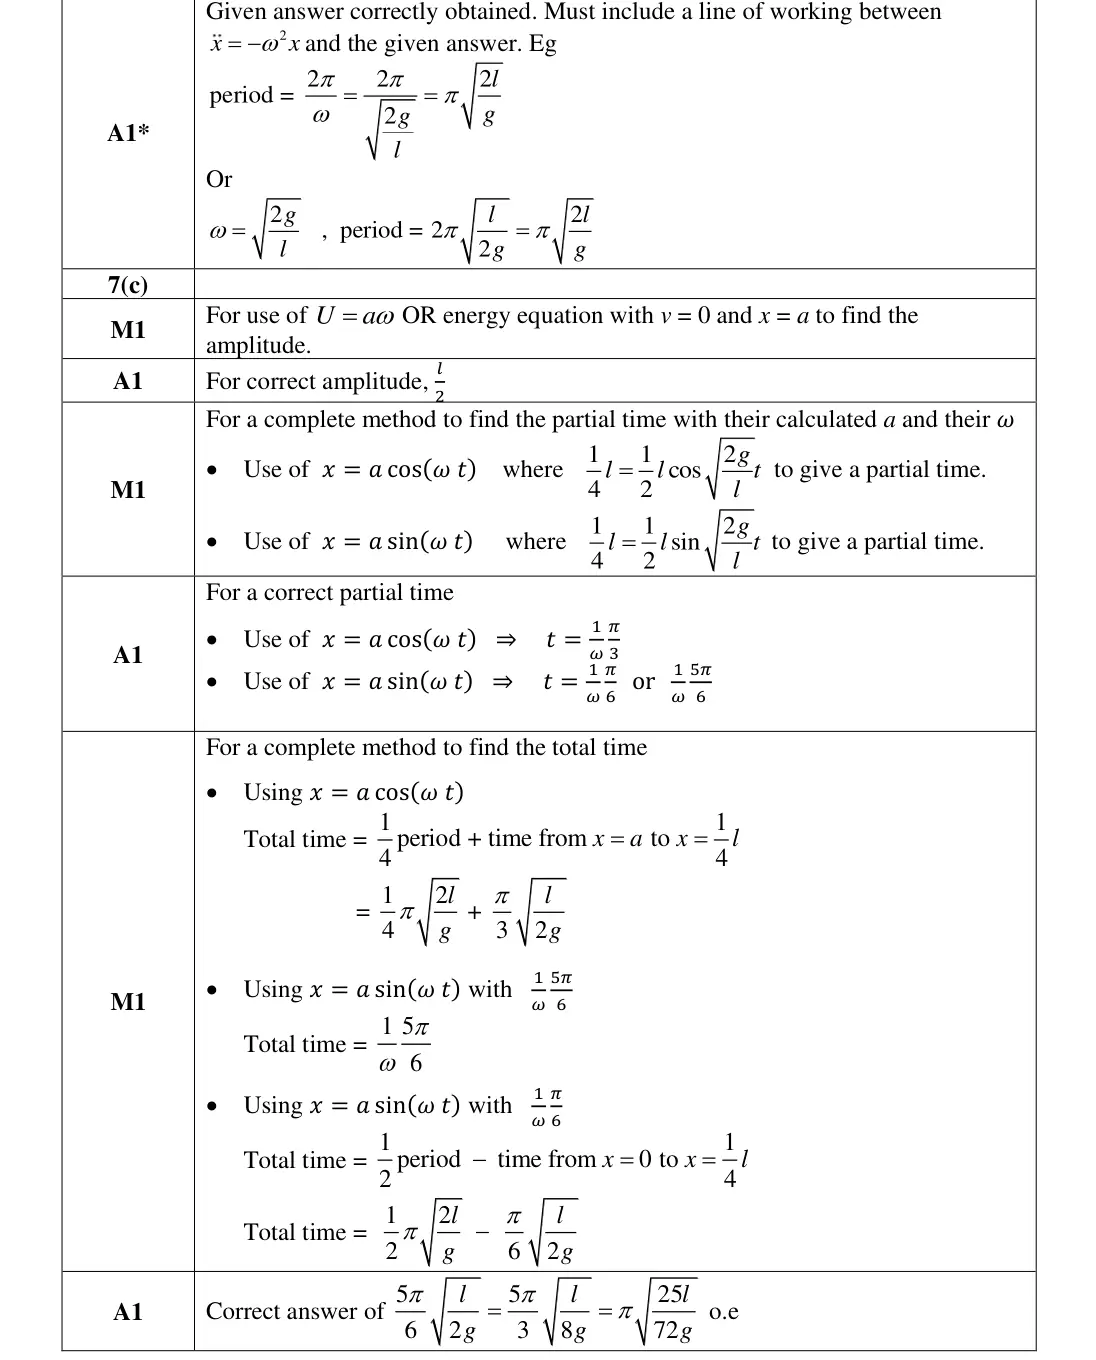 Given answer correctly obtained. Must include a line of working between
ẍ = −ω²x and the given answer. Eg
period = 2π/ω = 2π/√(2g/l) = π√(2l/g)
A1*
Or
ω = √(2g/l) , period = 2π√(l/2g) = π√(2l/g)
7(c)
M1
For use of U = aω OR energy equation with v = 0 and x = a to find the
amplitude.
A1
For correct amplitude, l/2
M1
For a complete method to find the partial time with their calculated a and their ω
• Use of x = a cos(ω t) where 1/4 l = 1/2 l cos √(2g/l) t to give a partial time.
• Use of x = a sin(ω t) where 1/4 l = 1/2 l sin √(2g/l) t to give a partial time.
A1
For a correct partial time
• Use of x = a cos(ω t) ⇒ t = 1/ω π/3
• Use of x = a sin(ω t) ⇒ t = 1/ω π/6 or 1/ω 5π/6
M1
For a complete method to find the total time
• Using x = a cos(ω t)
Total time = 1/4 period + time from x = a to x = 1/4 l
= 1/4 π√(2l/g) + π/3 √(l/2g)
• Using x = a sin(ω t) with 1/ω 5π/6
Total time = 1/ω 5π/6
• Using x = a sin(ω t) with 1/ω π/6
Total time = 1/2 period − time from x = 0 to x = 1/4 l
Total time = 1/2 π√(2l/g) − π/6 √(l/2g)
A1
Correct answer of 5π/6 √(l/2g) = 5π/3 √(l/8g) = π√(25l/72g) o.e